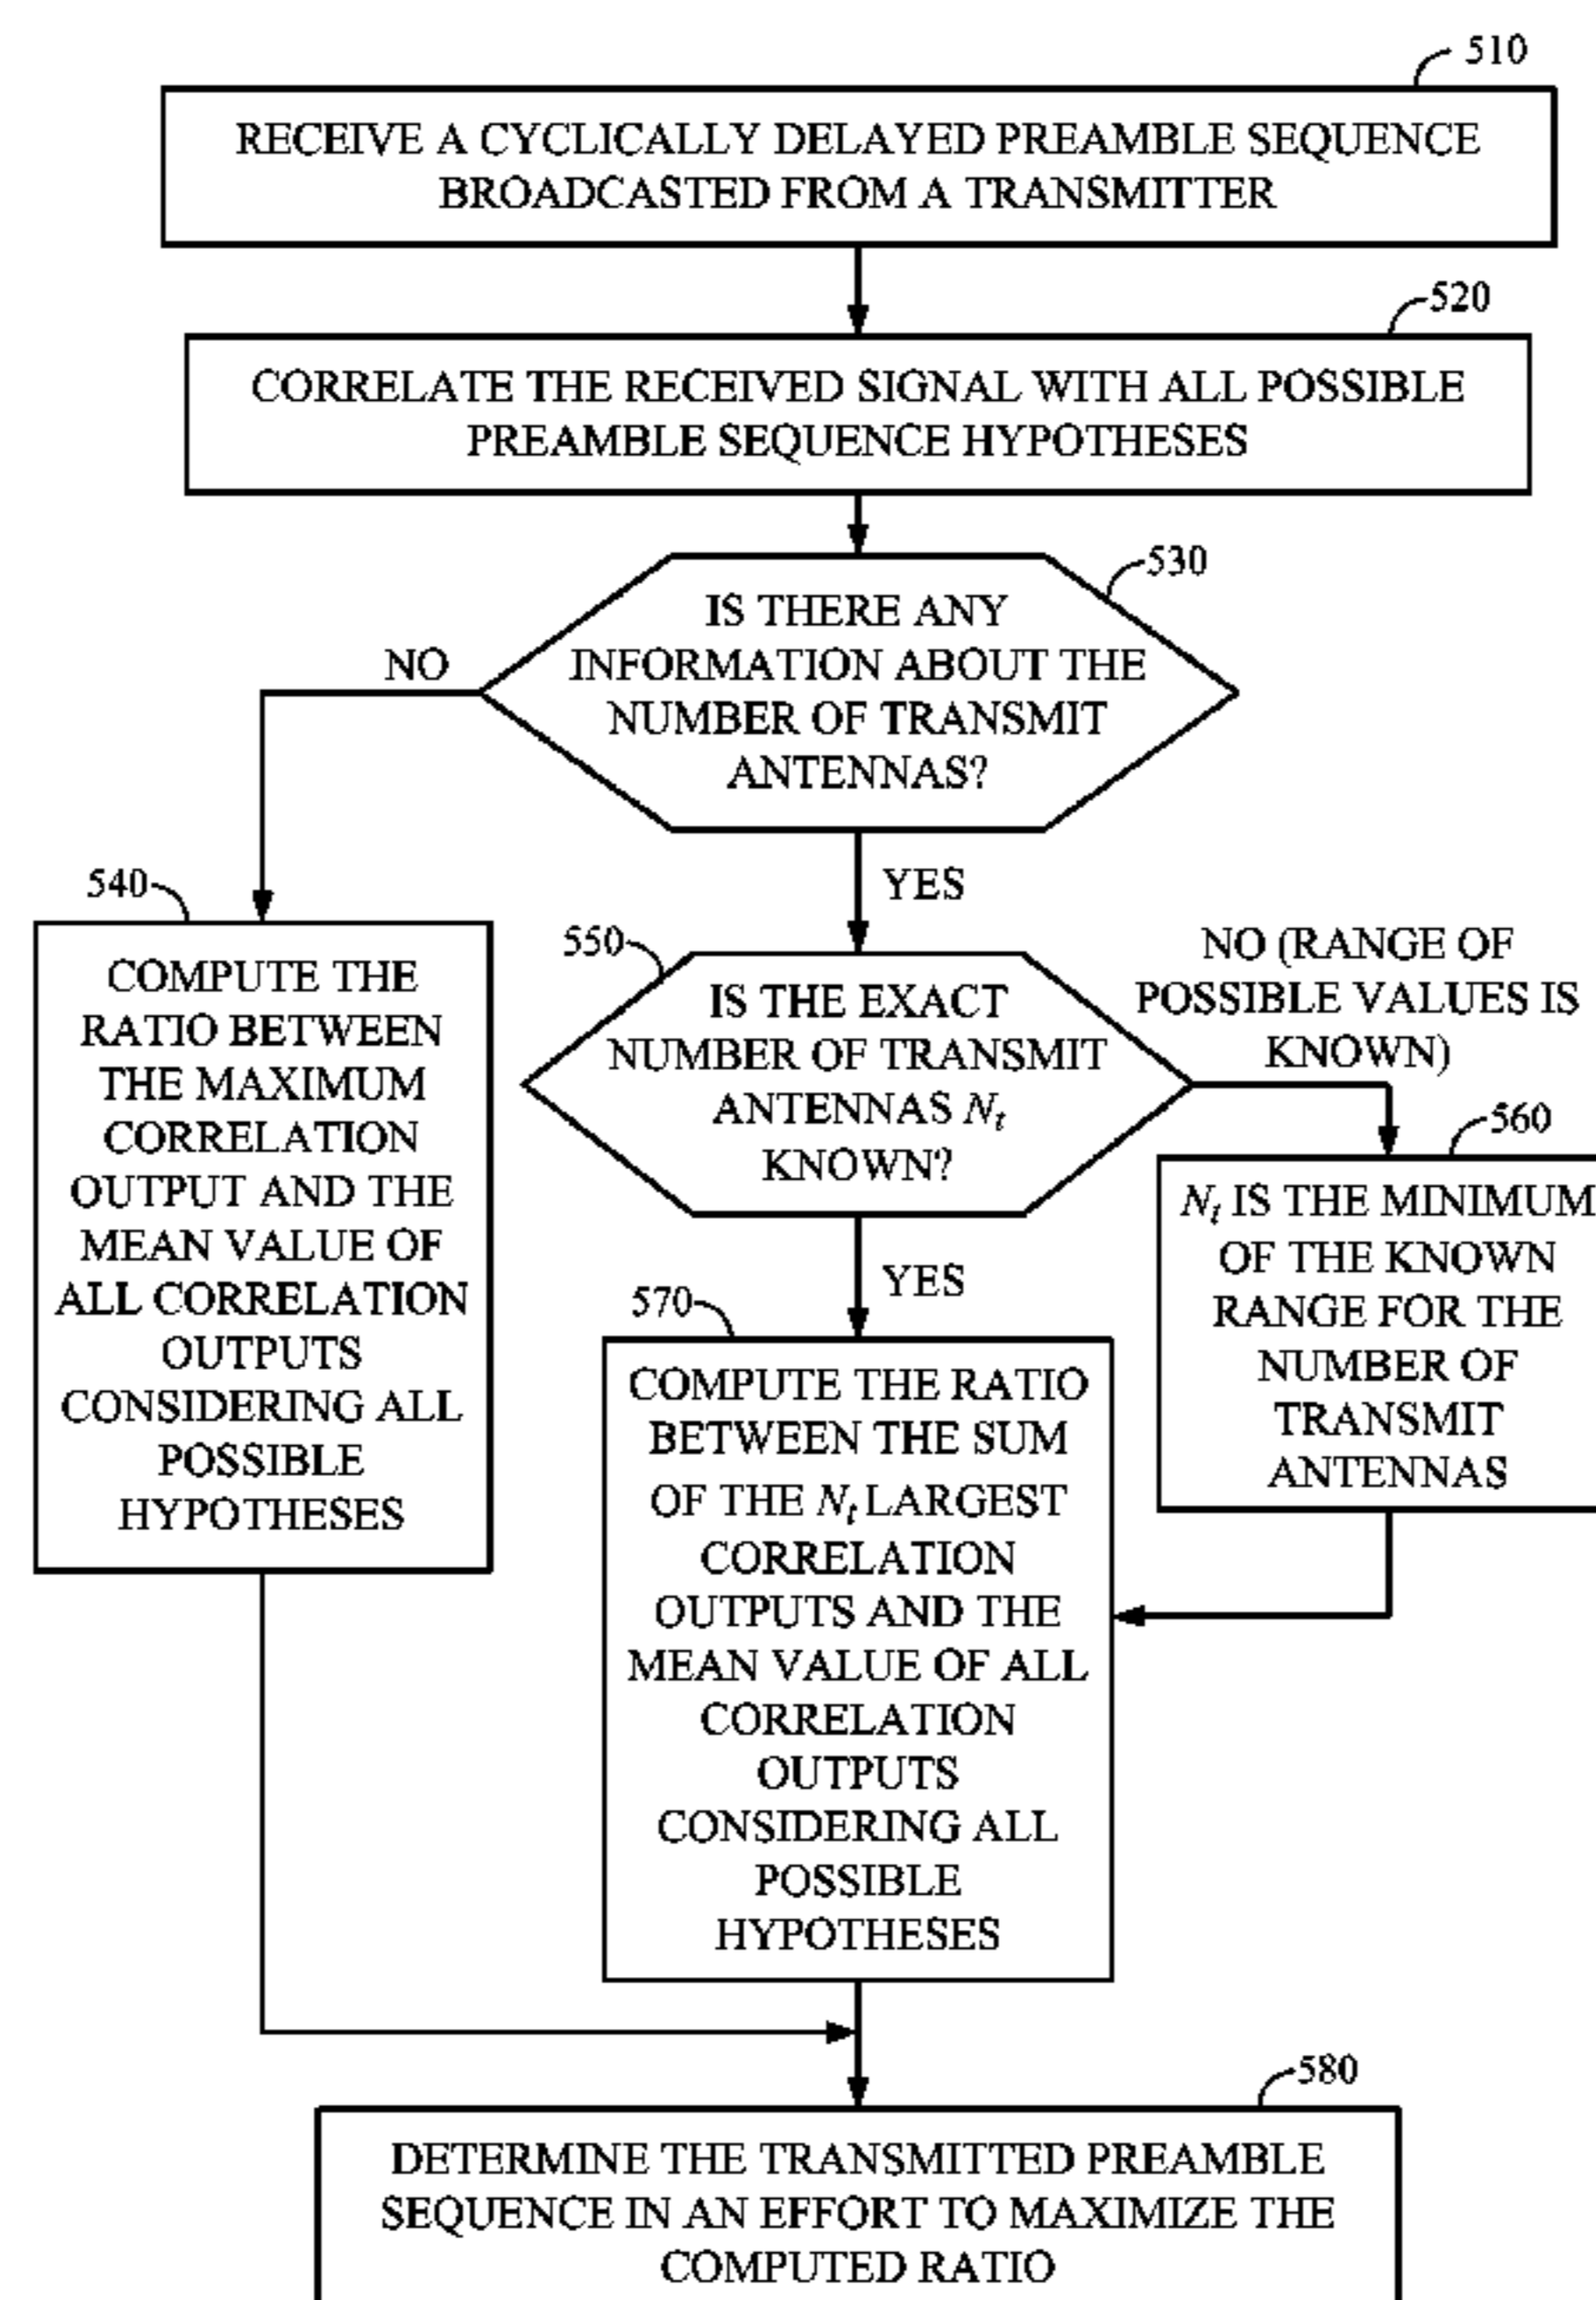 510
RECEIVE A CYCLICALLY DELAYED PREAMBLE SEQUENCE
BROADCASTED FROM A TRANSMITTER
520
CORRELATE THE RECEIVED SIGNAL WITH ALL POSSIBLE
PREAMBLE SEQUENCE HYPOTHESES
530
IS THERE ANY
INFORMATION ABOUT THE
NUMBER OF TRANSMIT
ANTENNAS?
NO
YES
540
COMPUTE THE
RATIO BETWEEN
THE MAXIMUM
CORRELATION
OUTPUT AND THE
MEAN VALUE OF
ALL CORRELATION
OUTPUTS
CONSIDERING ALL
POSSIBLE
HYPOTHESES
550
IS THE EXACT
NUMBER OF TRANSMIT
ANTENNAS Nt
KNOWN?
NO (RANGE OF
POSSIBLE VALUES IS
KNOWN)
560
Nt IS THE MINIMUM
OF THE KNOWN
RANGE FOR THE
NUMBER OF
TRANSMIT
ANTENNAS
YES
570
COMPUTE THE RATIO
BETWEEN THE SUM
OF THE Nt LARGEST
CORRELATION
OUTPUTS AND THE
MEAN VALUE OF ALL
CORRELATION
OUTPUTS
CONSIDERING ALL
POSSIBLE
HYPOTHESES
580
DETERMINE THE TRANSMITTED PREAMBLE
SEQUENCE IN AN EFFORT TO MAXIMIZE THE
COMPUTED RATIO